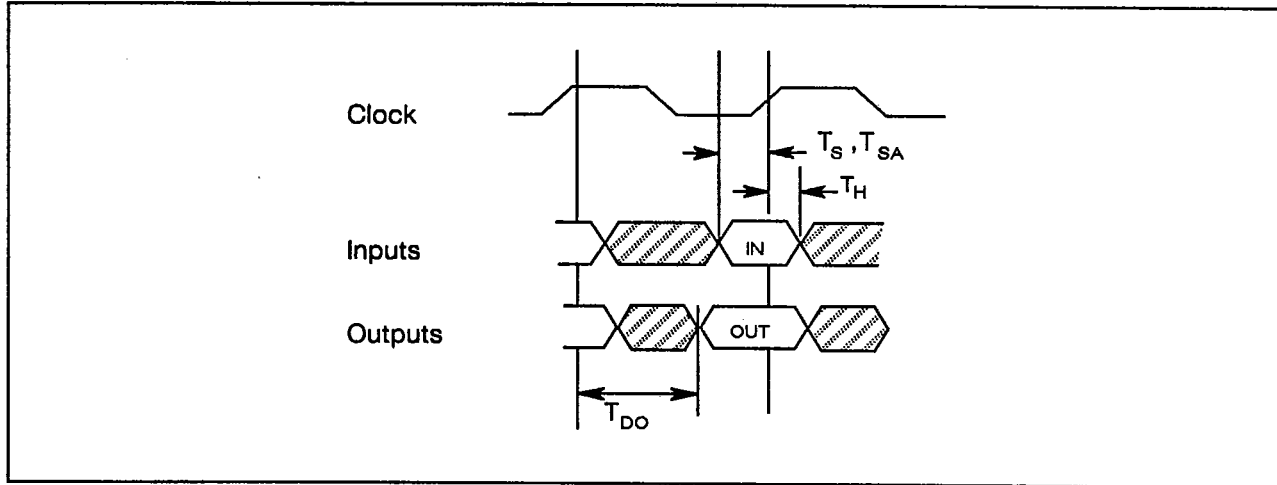 Clock
T_S , T_SA
T_H
Inputs
IN
Outputs
OUT
T_DO